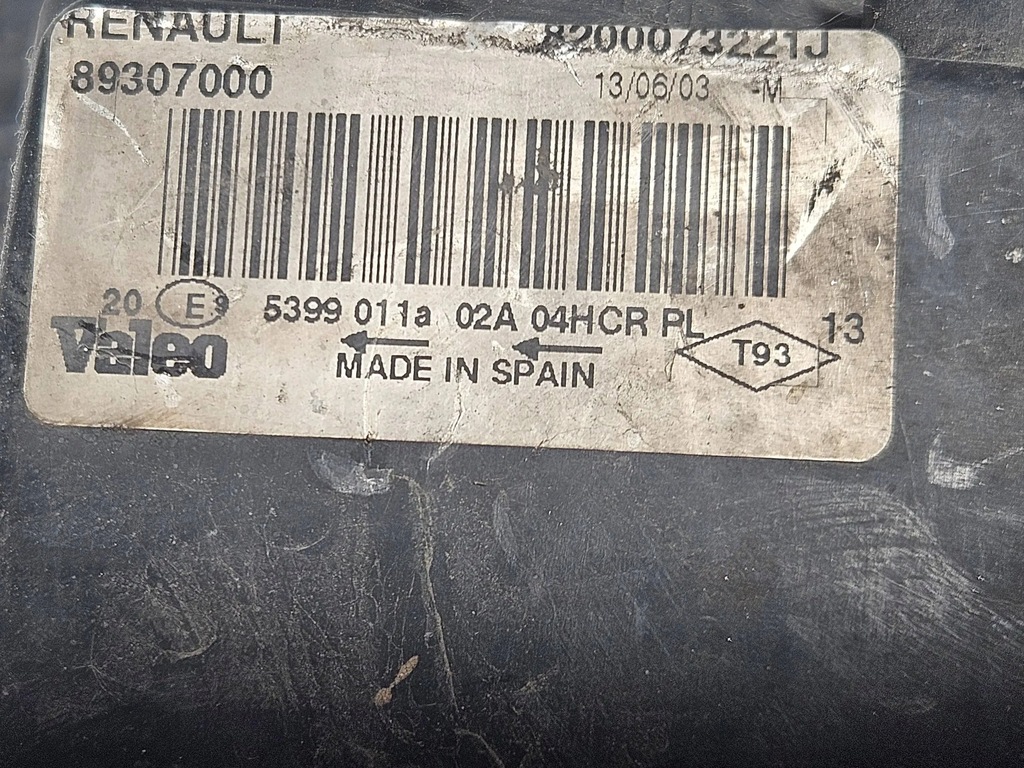 RENAULT 8200073221J
89307000 13/06/03 -M
20 E9 5399 011a 02A 04HCR PL 13
Valeo MADE IN SPAIN T93